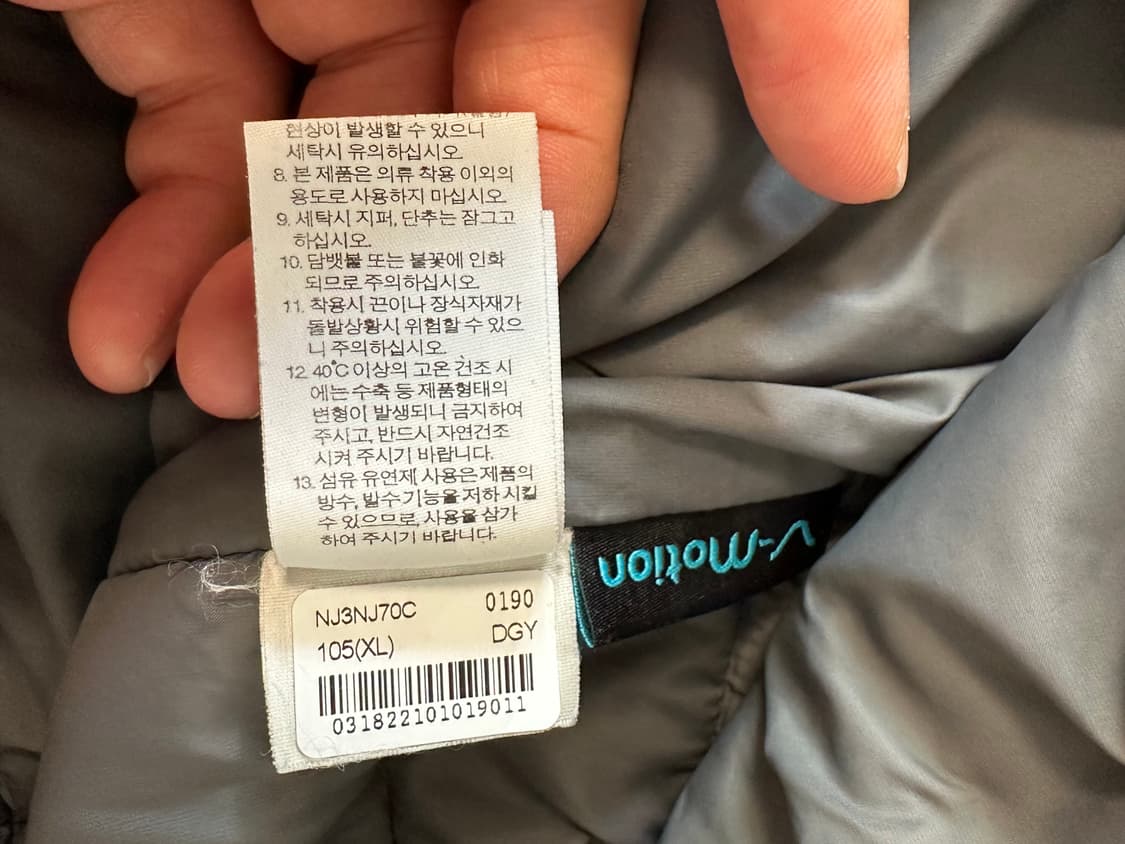 현상이 발생할 수 있으니
세탁시 유의하십시오.
8. 본 제품은 의류 착용 이외의
용도로 사용하지 마십시오.
9. 세탁시 지퍼, 단추는 잠그고
하십시오.
10. 담뱃불 또는 불꽃에 인화
되므로 주의하십시오.
11. 착용시 끈이나 장식자재가
돌발상황시 위험할 수 있으
니 주의하십시오.
12. 40°C 이상의 고온 건조 시
에는 수축 등 제품형태의
변형이 발생되니 금지하여
주시고, 반드시 자연건조
시켜 주시기 바랍니다.
13. 섬유 유연제 사용은 제품의
방수, 발수 기능을 저하 시킬
수 있으므로, 사용을 삼가
하여 주시기 바랍니다.
NJ3NJ70C 0190
105(XL) DGY
031822101019011
V-Motion